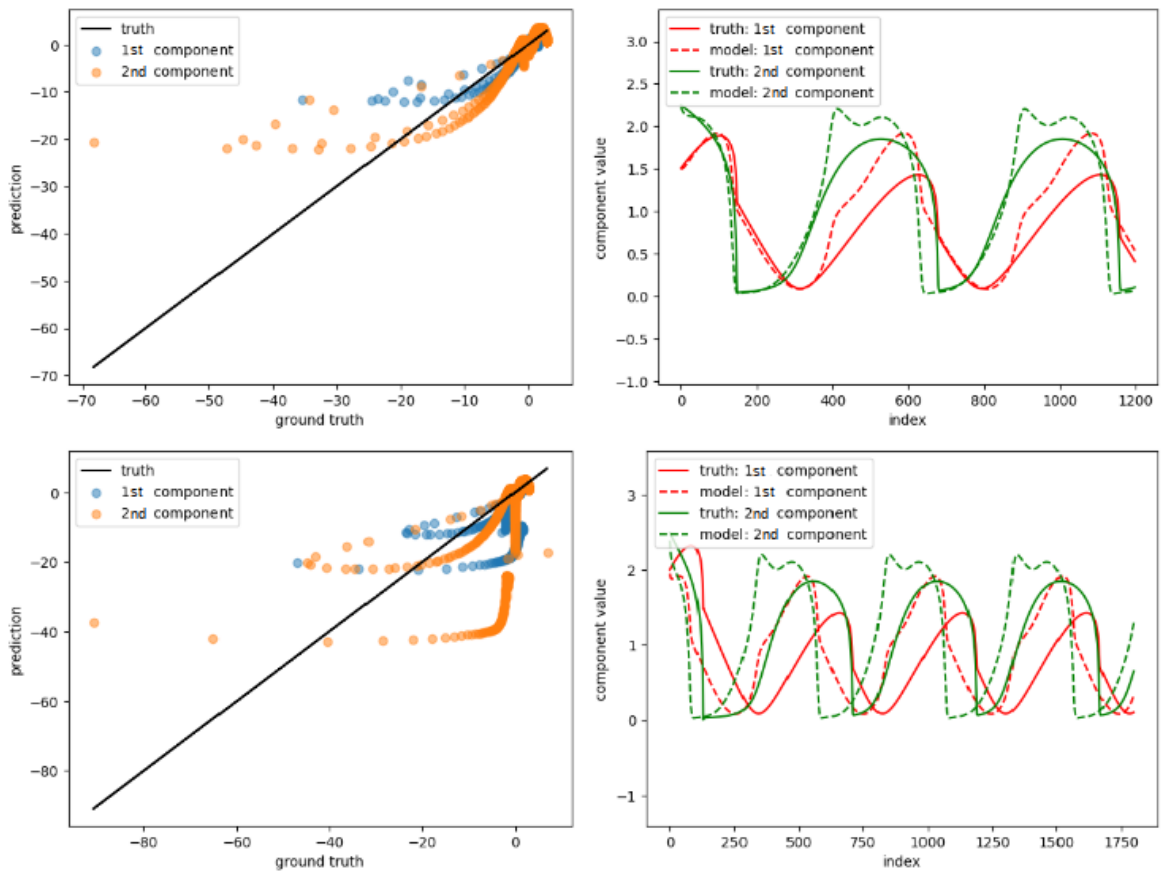 truth
1st component
2nd component
0
−10
−20
−30
−40
−50
−60
−70
prediction
−70 −60 −50 −40 −30 −20 −10 0
ground truth
truth: 1st component
model: 1st component
truth: 2nd component
model: 2nd component
3.0
2.5
2.0
1.5
1.0
0.5
0.0
−0.5
−1.0
component value
0 200 400 600 800 1000 1200
index
truth
1st component
2nd component
0
−20
−40
−60
−80
prediction
−80 −60 −40 −20 0
ground truth
truth: 1st component
model: 1st component
truth: 2nd component
model: 2nd component
3
2
1
0
−1
component value
0 250 500 750 1000 1250 1500 1750
index